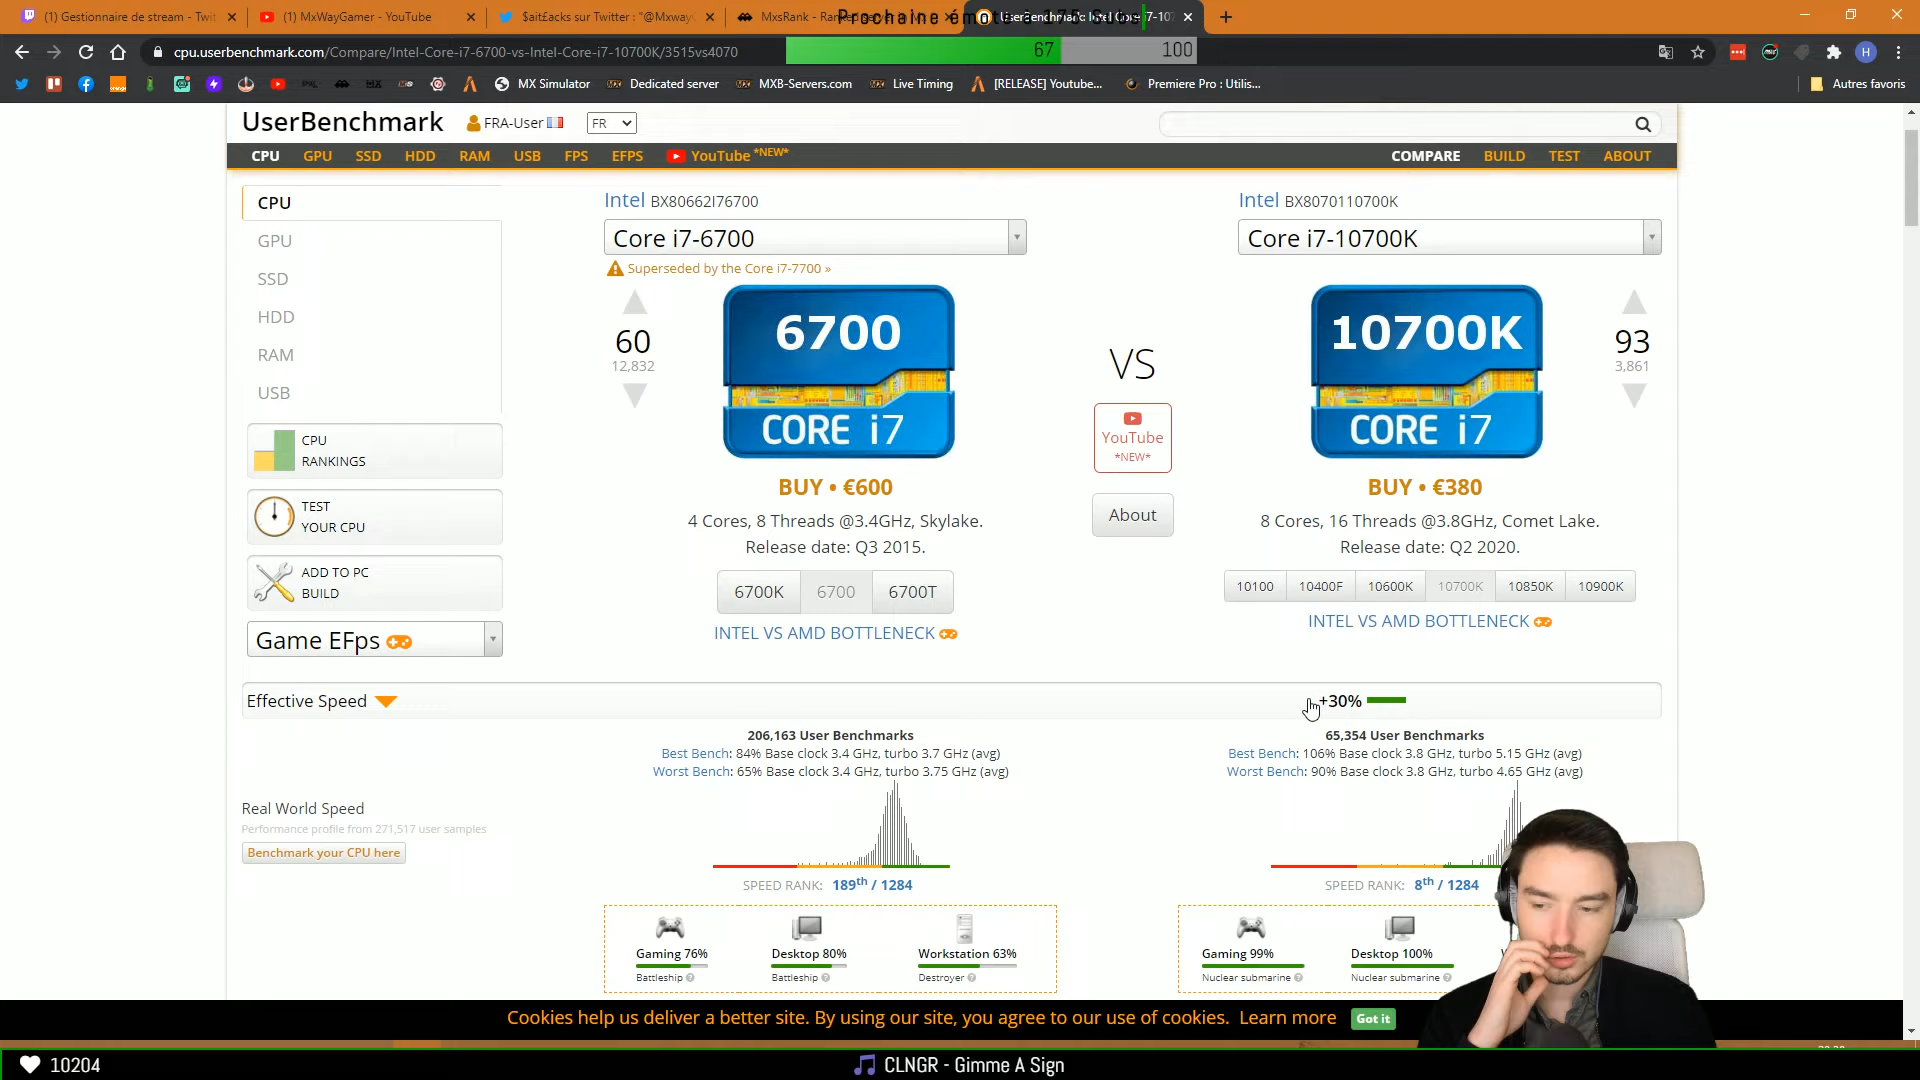 (1) Gestionnaire de stream - Twit
(1) MxWayGamer - YouTube
$ait£acks sur Twitter : "@Mxway
MxsRank - Ranked server
UserBenchmark: Intel Core i7-107
67
100
cpu.userbenchmark.com/Compare/Intel-Core-i7-6700-vs-Intel-Core-i7-10700K/3515vs4070
H
MX Simulator
Dedicated server
MXB-Servers.com
Live Timing
[RELEASE] Youtube...
Premiere Pro : Utilis...
Autres favoris
UserBenchmark
FRA-User
FR
CPU GPU SSD HDD RAM USB FPS EFPS YouTube *NEW*
COMPARE BUILD TEST ABOUT
CPU
GPU
SSD
HDD
RAM
USB
CPU
RANKINGS
TEST
YOUR CPU
ADD TO PC
BUILD
Game EFps
Intel BX80662I76700
Core i7-6700
Superseded by the Core i7-7700 »
60
12,832
6700
CORE i7
BUY • €600
4 Cores, 8 Threads @3.4GHz, Skylake.
Release date: Q3 2015.
6700K 6700 6700T
INTEL VS AMD BOTTLENECK
VS
YouTube
*NEW*
About
Intel BX8070110700K
Core i7-10700K
93
3,861
10700K
CORE i7
BUY • €380
8 Cores, 16 Threads @3.8GHz, Comet Lake.
Release date: Q2 2020.
10100 10400F 10600K 10700K 10850K 10900K
INTEL VS AMD BOTTLENECK
Effective Speed
+30%
Real World Speed
Performance profile from 271,517 user samples
Benchmark your CPU here
206,163 User Benchmarks
Best Bench: 84% Base clock 3.4 GHz, turbo 3.7 GHz (avg)
Worst Bench: 65% Base clock 3.4 GHz, turbo 3.75 GHz (avg)
SPEED RANK: 189th / 1284
Gaming 76%
Battleship
Desktop 80%
Battleship
Workstation 63%
Destroyer
65,354 User Benchmarks
Best Bench: 106% Base clock 3.8 GHz, turbo 5.15 GHz (avg)
Worst Bench: 90% Base clock 3.8 GHz, turbo 4.65 GHz (avg)
SPEED RANK: 8th / 1284
Gaming 99%
Nuclear submarine
Desktop 100%
Nuclear submarine
Cookies help us deliver a better site. By using our site, you agree to our use of cookies. Learn more
Got it
10204
CLNGR - Gimme A Sign